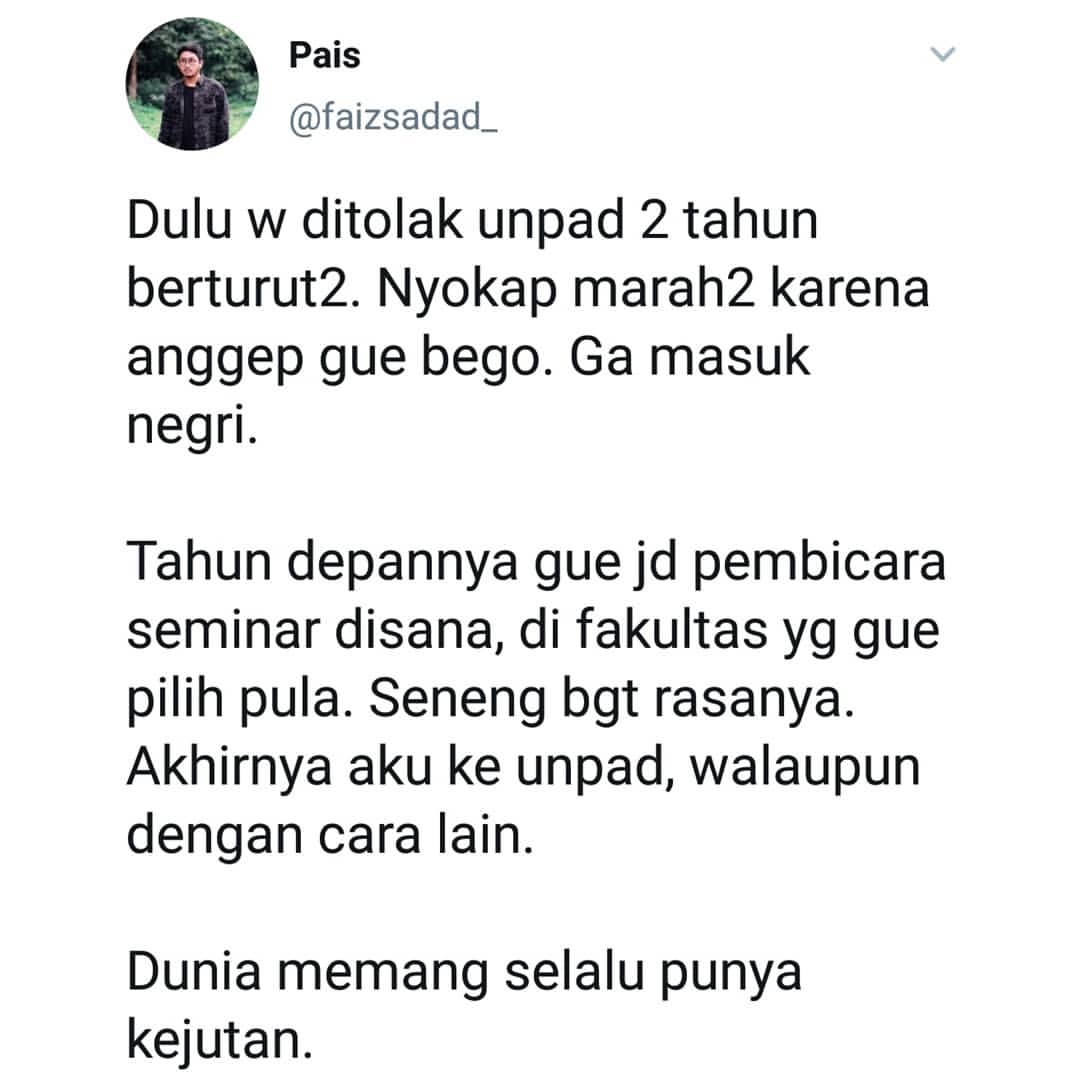 Pais
@faizsadad_
Dulu w ditolak unpad 2 tahun
berturut2. Nyokap marah2 karena
anggep gue bego. Ga masuk
negri.
Tahun depannya gue jd pembicara
seminar disana, di fakultas yg gue
pilih pula. Seneng bgt rasanya.
Akhirnya aku ke unpad, walaupun
dengan cara lain.
Dunia memang selalu punya
kejutan.